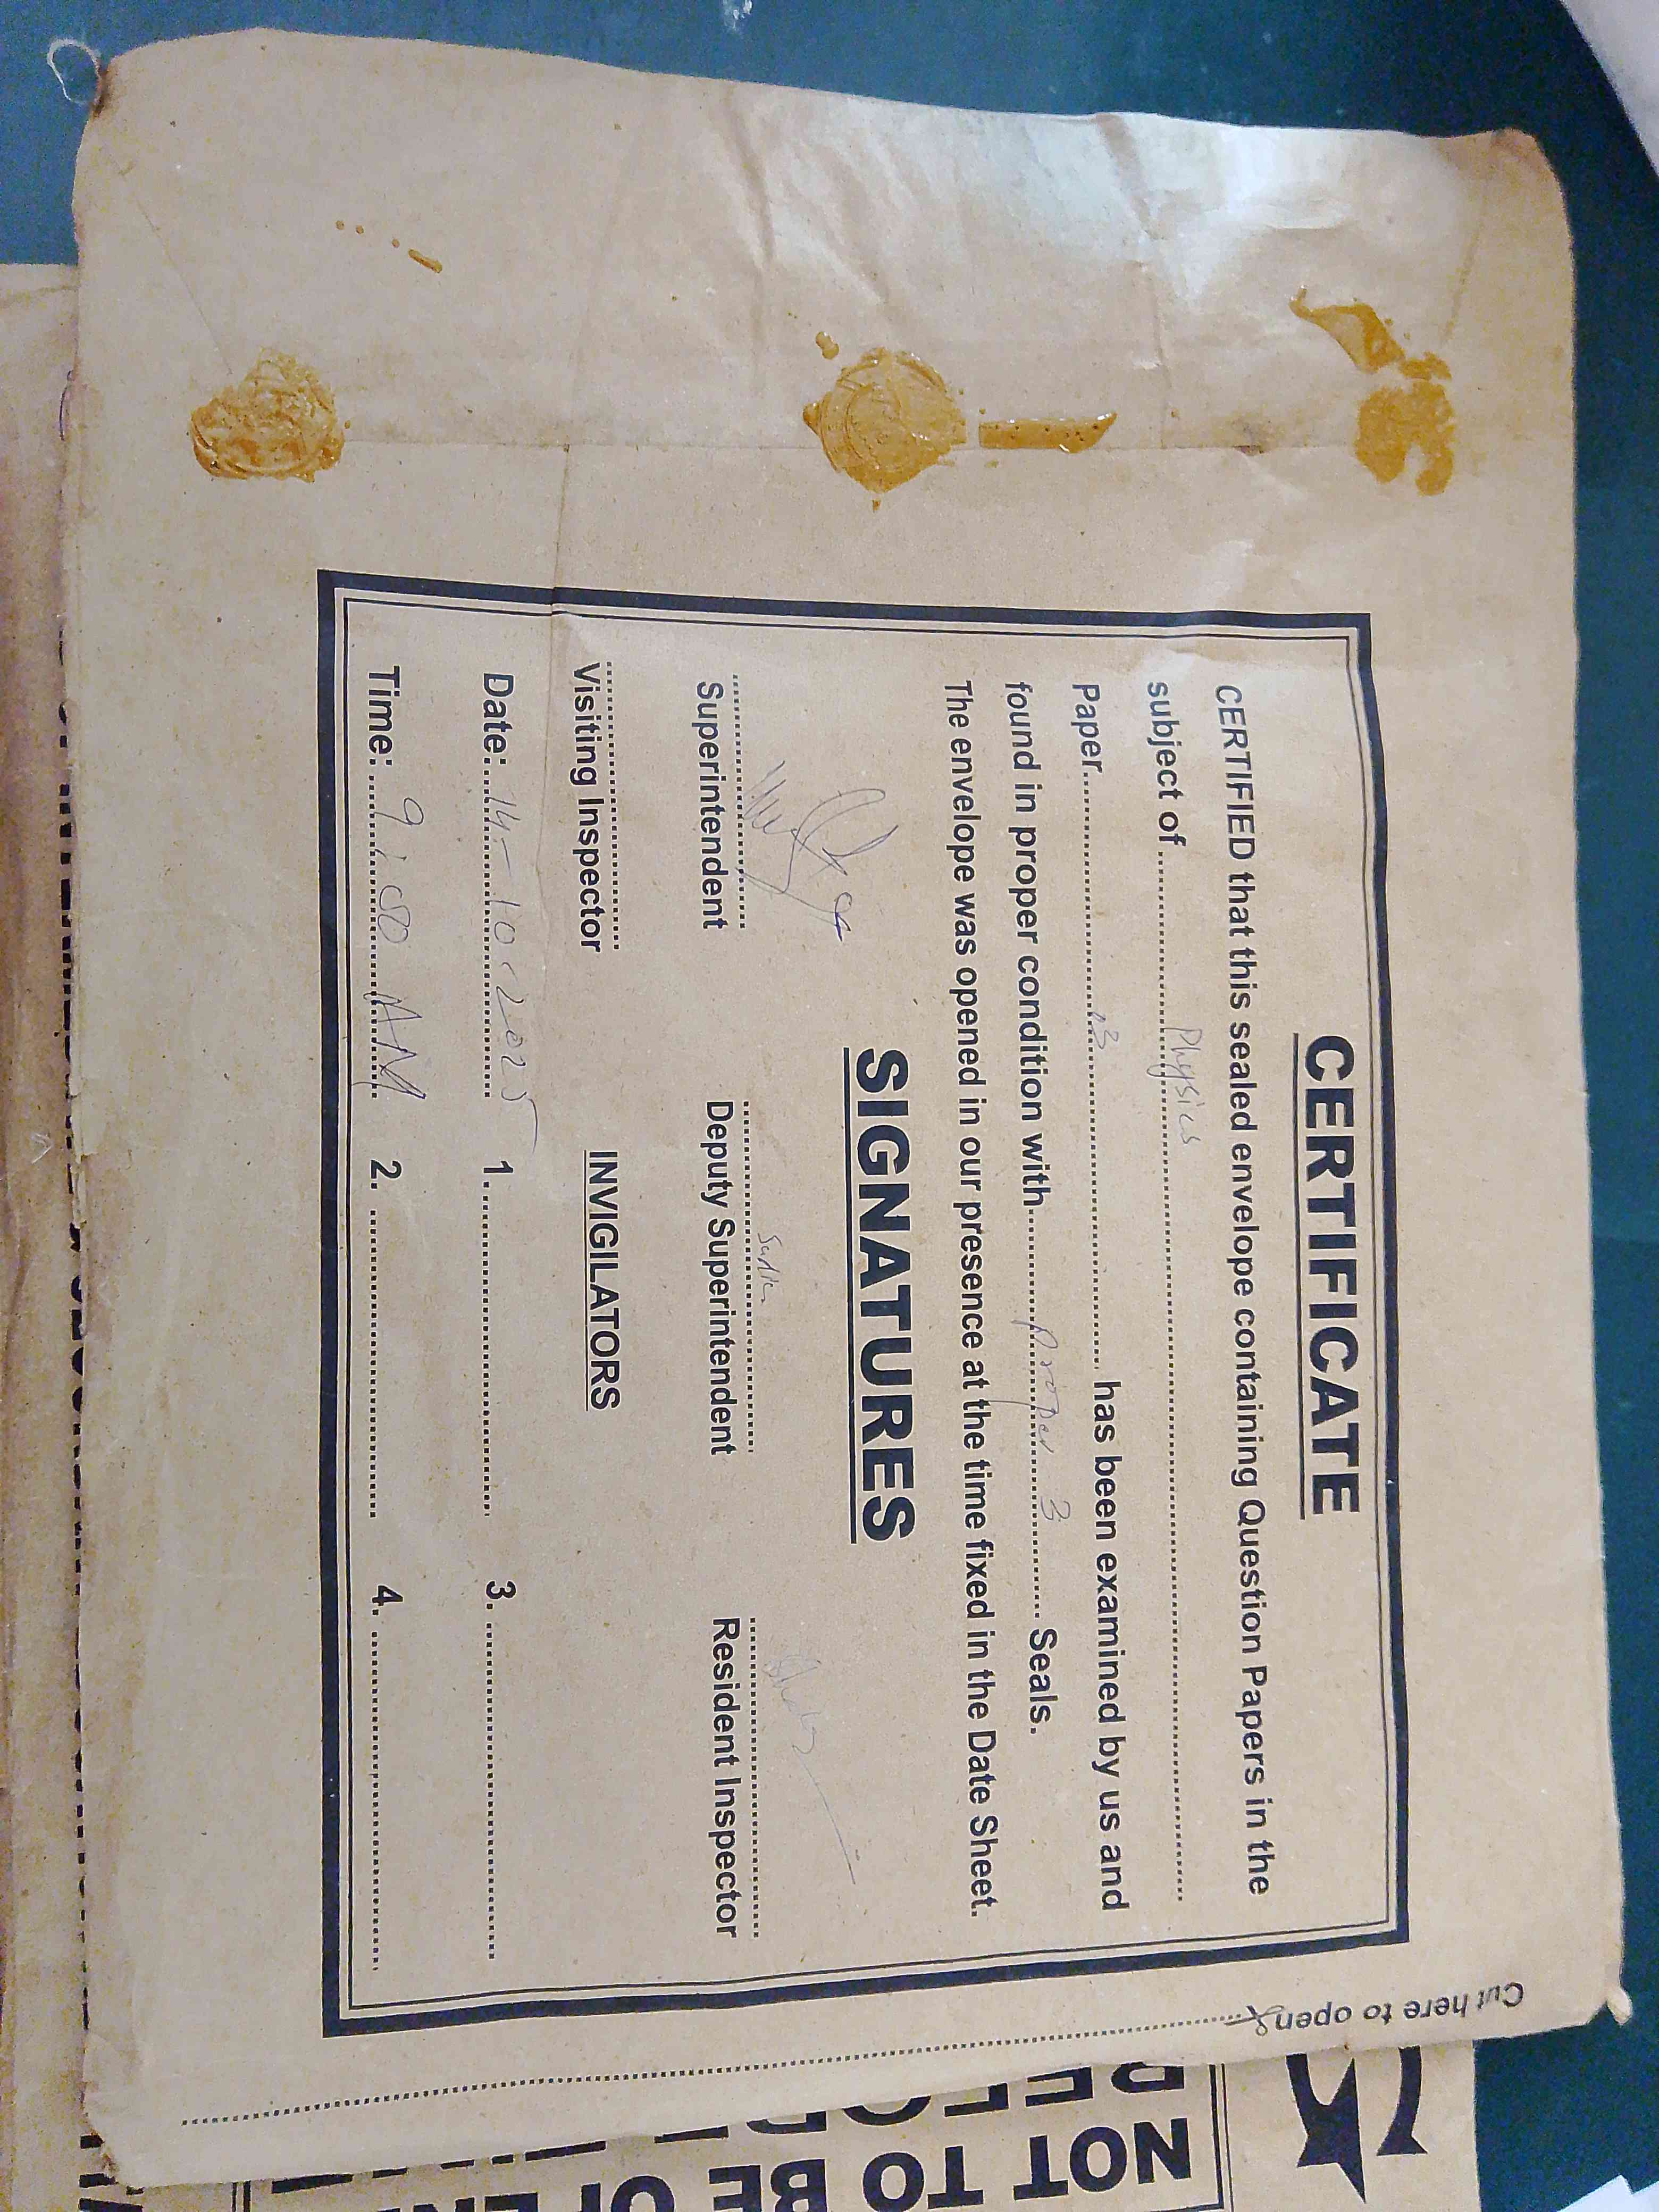 CERTIFICATE
CERTIFIED that this sealed envelope containing Question Papers in the
subject of Physics
Paper 3 has been examined by us and
found in proper condition with proper 3 Seals.
The envelope was opened in our presence at the time fixed in the Date Sheet.
SIGNATURES
Superintendent Deputy Superintendent Resident Inspector
Visiting Inspector INVIGILATORS
Date: 14-10-2025 1. 3.
Time: AM 2. 4.
Cut here to open
NOT TO BE